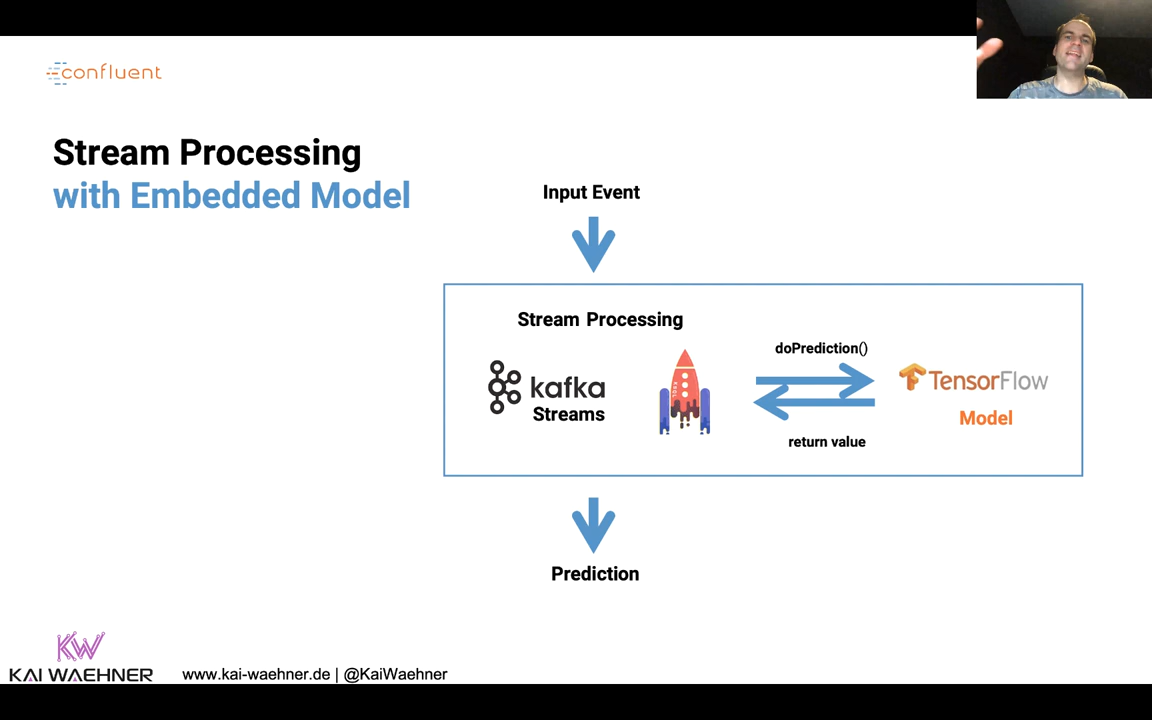 confluent
Stream Processing
with Embedded Model
Input Event
Stream Processing
doPrediction()
kafka
Streams
KSQL
TensorFlow
Model
return value
Prediction
KW
KAI WAEHNER
www.kai-waehner.de | @KaiWaehner